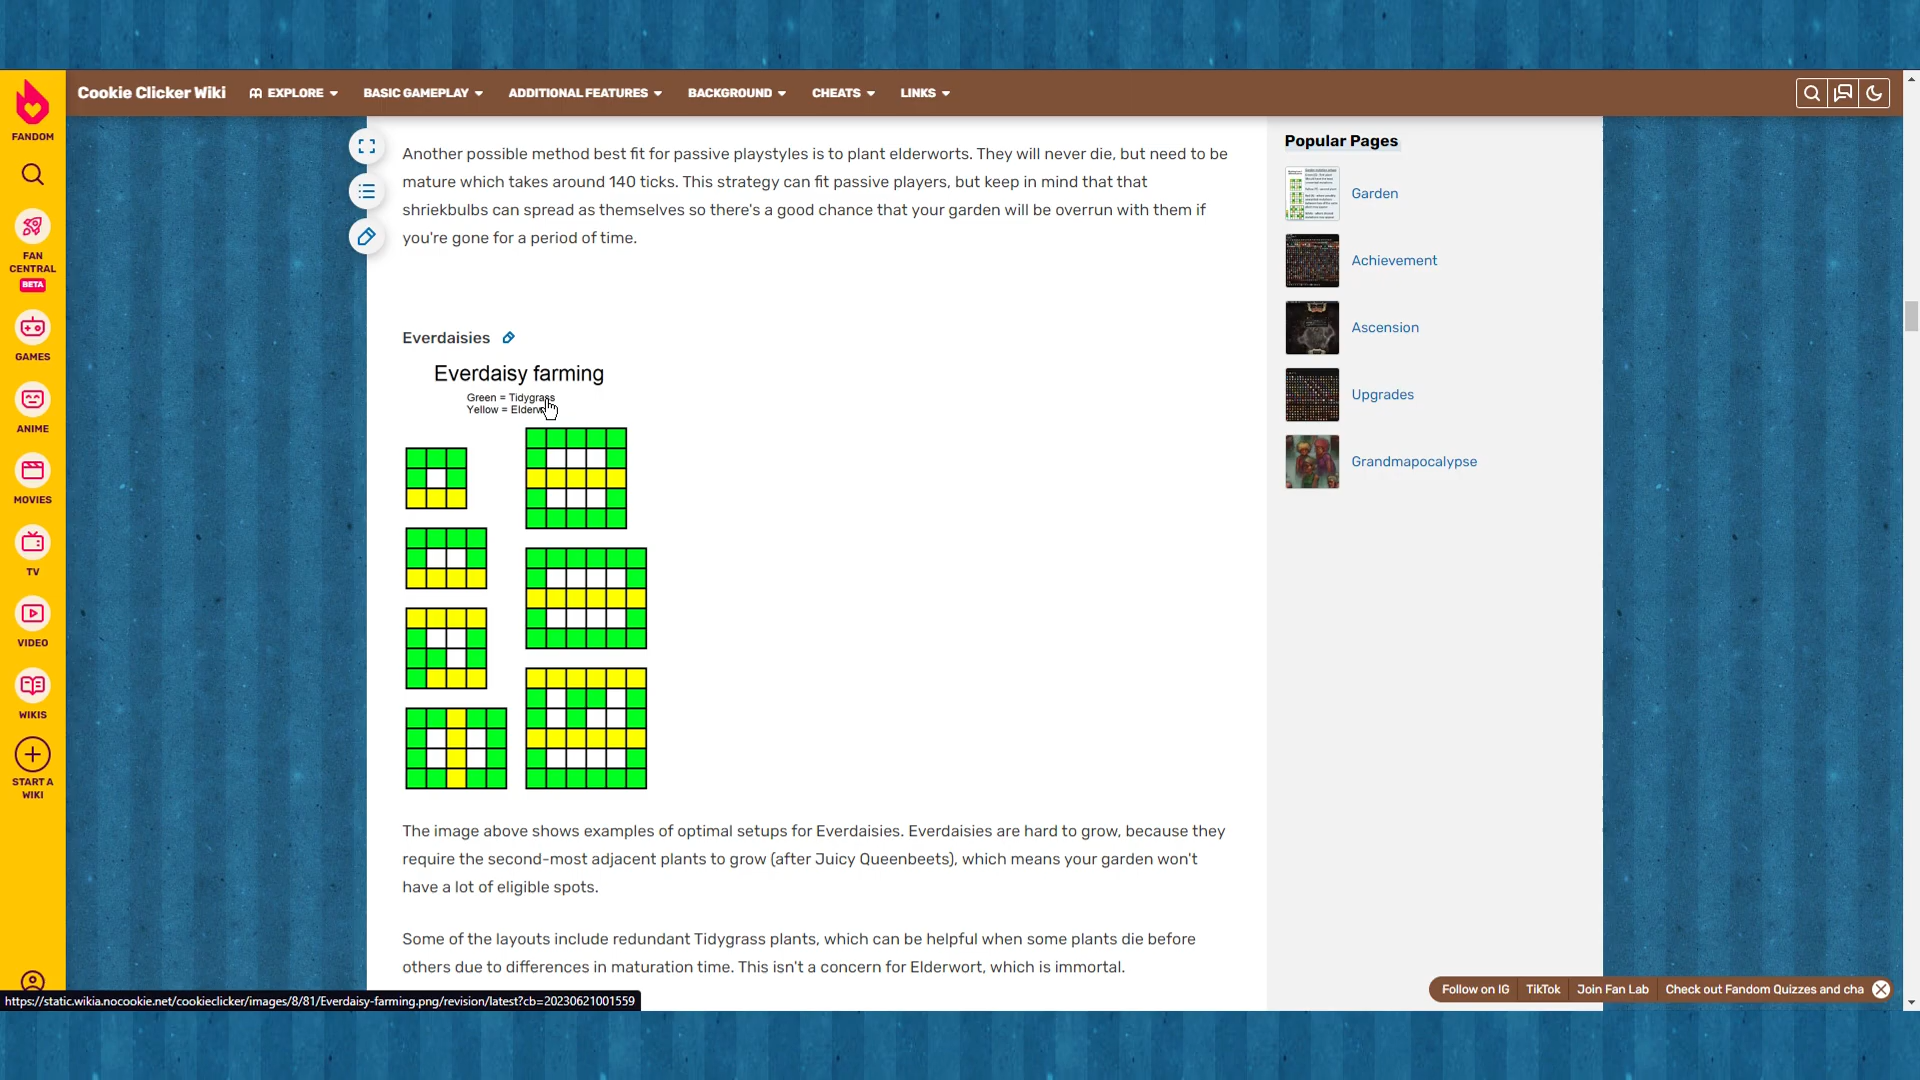 FANDOM
FAN
CENTRAL
BETA
GAMES
ANIME
MOVIES
TV
VIDEO
WIKIS
START A
WIKI
Cookie Clicker Wiki
EXPLORE
BASIC GAMEPLAY
ADDITIONAL FEATURES
BACKGROUND
CHEATS
LINKS
Another possible method best fit for passive playstyles is to plant elderworts. They will never die, but need to be
mature which takes around 140 ticks. This strategy can fit passive players, but keep in mind that that
shriekbulbs can spread as themselves so there's a good chance that your garden will be overrun with them if
you're gone for a period of time.
Everdaisies
Everdaisy farming
Green = Tidygrass
Yellow =
The image above shows examples of optimal setups for Everdaisies. Everdaisies are hard to grow, because they
require the second-most adjacent plants to grow (after Juicy Queenbeets), which means your garden won't
have a lot of eligible spots.
Some of the layouts include redundant Tidygrass plants, which can be helpful when some plants die before
others due to differences in maturation time. This isn't a concern for Elderwort, which is immortal.
Popular Pages
Garden
Achievement
Ascension
Upgrades
Grandmapocalypse
Follow on IG
TikTok
Join Fan Lab
Check out Fandom Quizzes and cha
https://static.wikia.nocookie.net/cookieclicker/images/8/81/Everdaisy-farming.png/revision/latest?cb=20230621001559